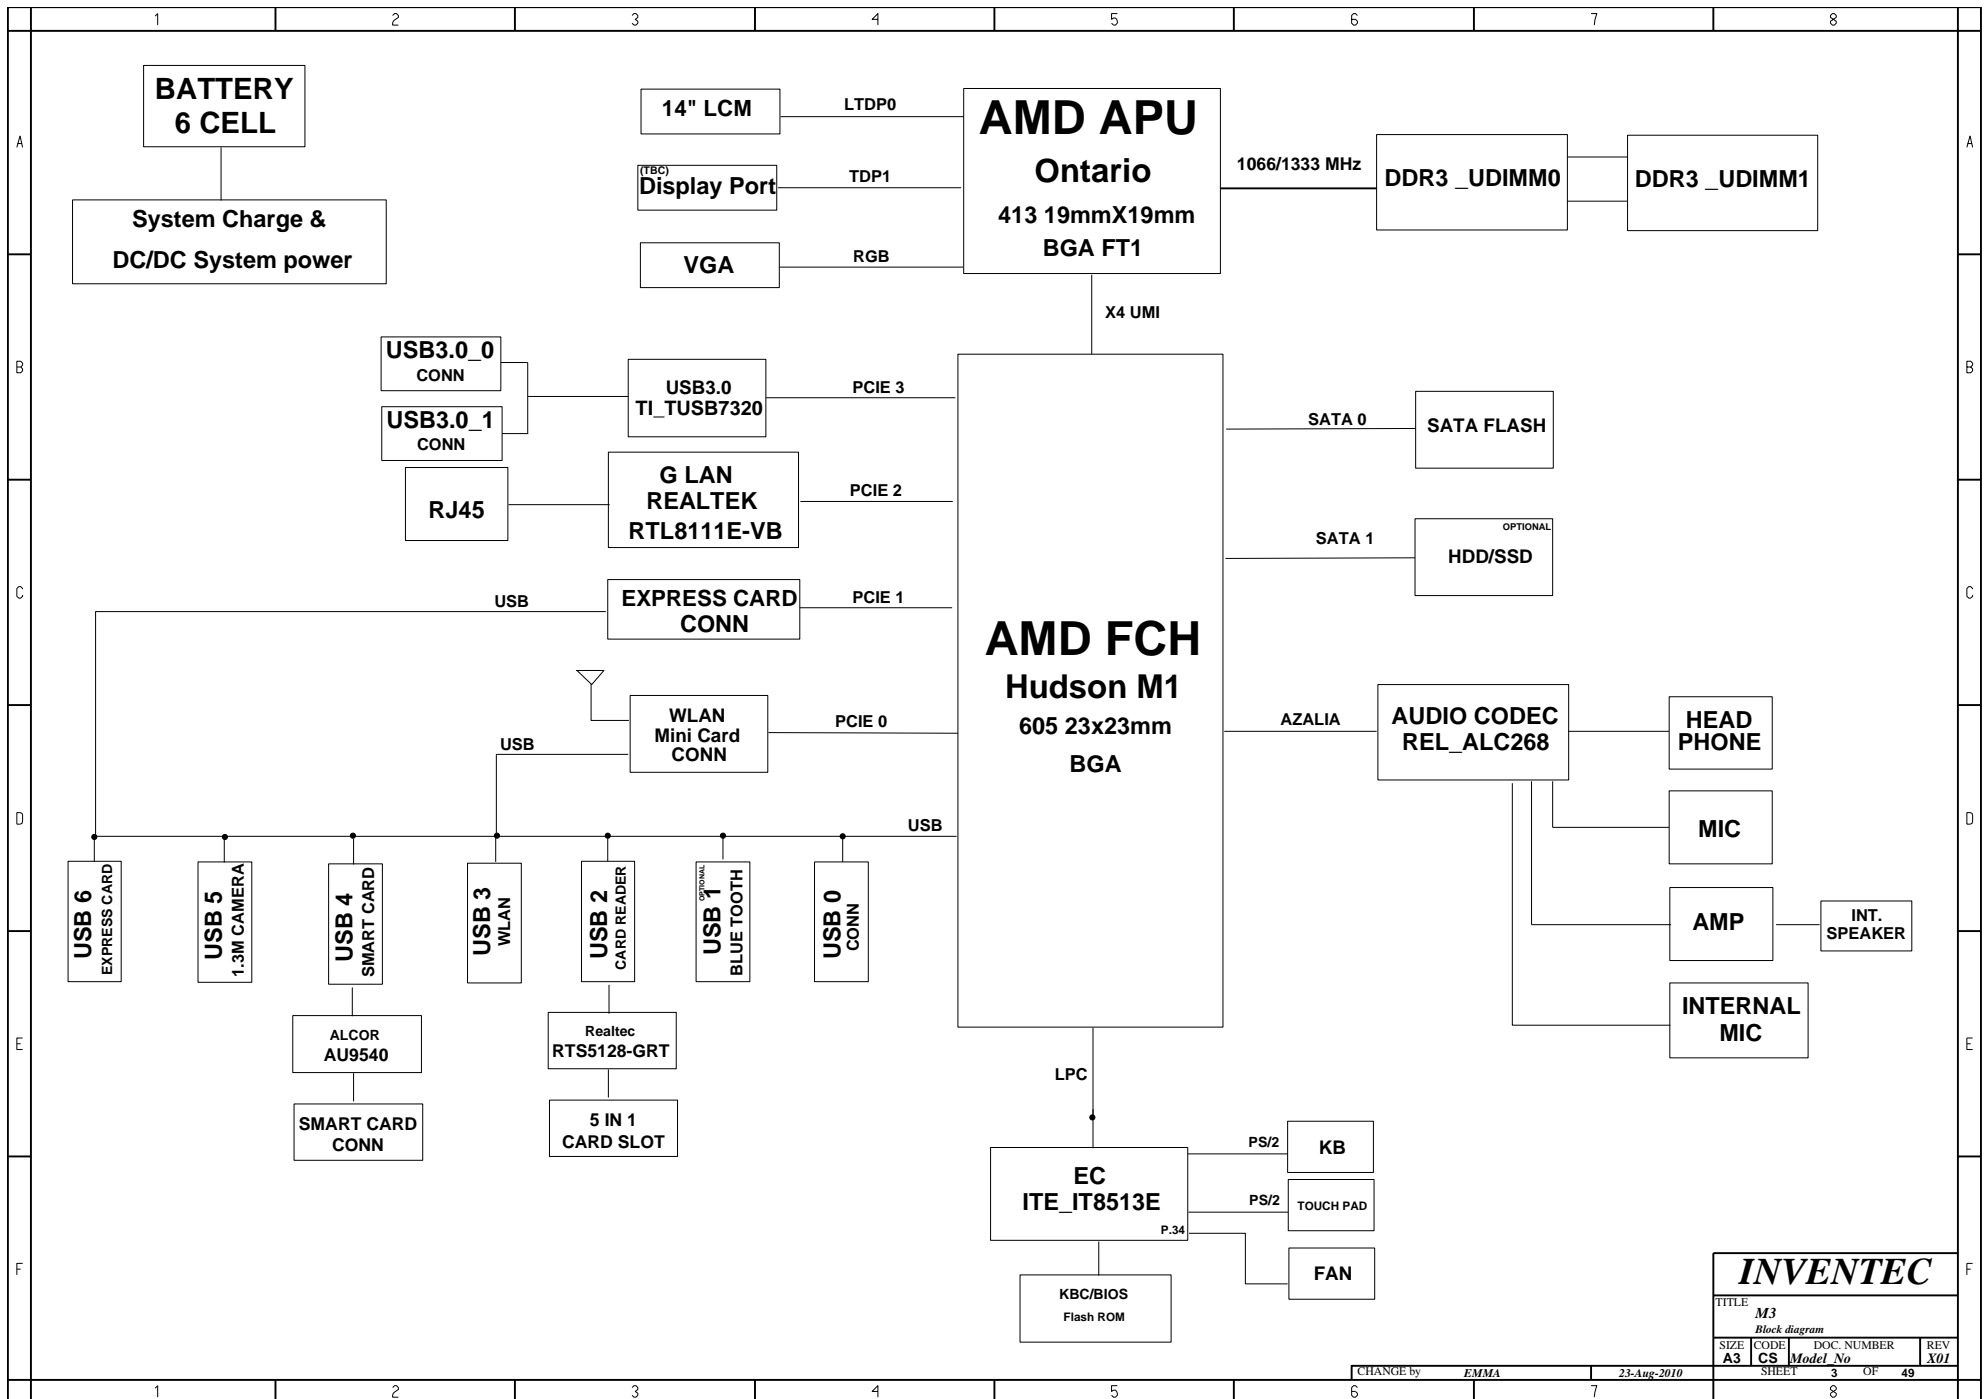 1 2 3 4 5 6 7 8
A A
B B
C C
D D
E E
F F
BATTERY
6 CELL
System Charge &
DC/DC System power
14" LCM
LTDP0
(TBC)
Display Port
TDP1
VGA
RGB
AMD APU
Ontario
413 19mmX19mm
BGA FT1
1066/1333 MHz
DDR3 _UDIMM0
DDR3 _UDIMM1
X4 UMI
USB3.0_0
CONN
USB3.0_1
CONN
USB3.0
TI_TUSB7320
PCIE 3
RJ45
G LAN
REALTEK
RTL8111E-VB
PCIE 2
USB
EXPRESS CARD
CONN
PCIE 1
USB
WLAN
Mini Card
CONN
PCIE 0
USB
AMD FCH
Hudson M1
605 23x23mm
BGA
SATA 0
SATA FLASH
SATA 1
OPTIONAL
HDD/SSD
AZALIA
AUDIO CODEC
REL_ALC268
HEAD
PHONE
MIC
AMP
INT.
SPEAKER
INTERNAL
MIC
USB 6
EXPRESS CARD
USB 5
1.3M CAMERA
USB 4
SMART CARD
USB 3
WLAN
USB 2
CARD READER
USB 1
OPTIONAL
BLUE TOOTH
USB 0
CONN
ALCOR
AU9540
SMART CARD
CONN
Realtec
RTS5128-GRT
5 IN 1
CARD SLOT
LPC
EC
ITE_IT8513E
P.34
PS/2
KB
PS/2
TOUCH PAD
FAN
KBC/BIOS
Flash ROM
INVENTEC
TITLE
M3
Block diagram
SIZE CODE DOC. NUMBER REV
A3 CS Model_No X01
CHANGE by EMMA 23-Aug-2010 SHEET 3 OF 49
1 2 3 4 5 6 7 8